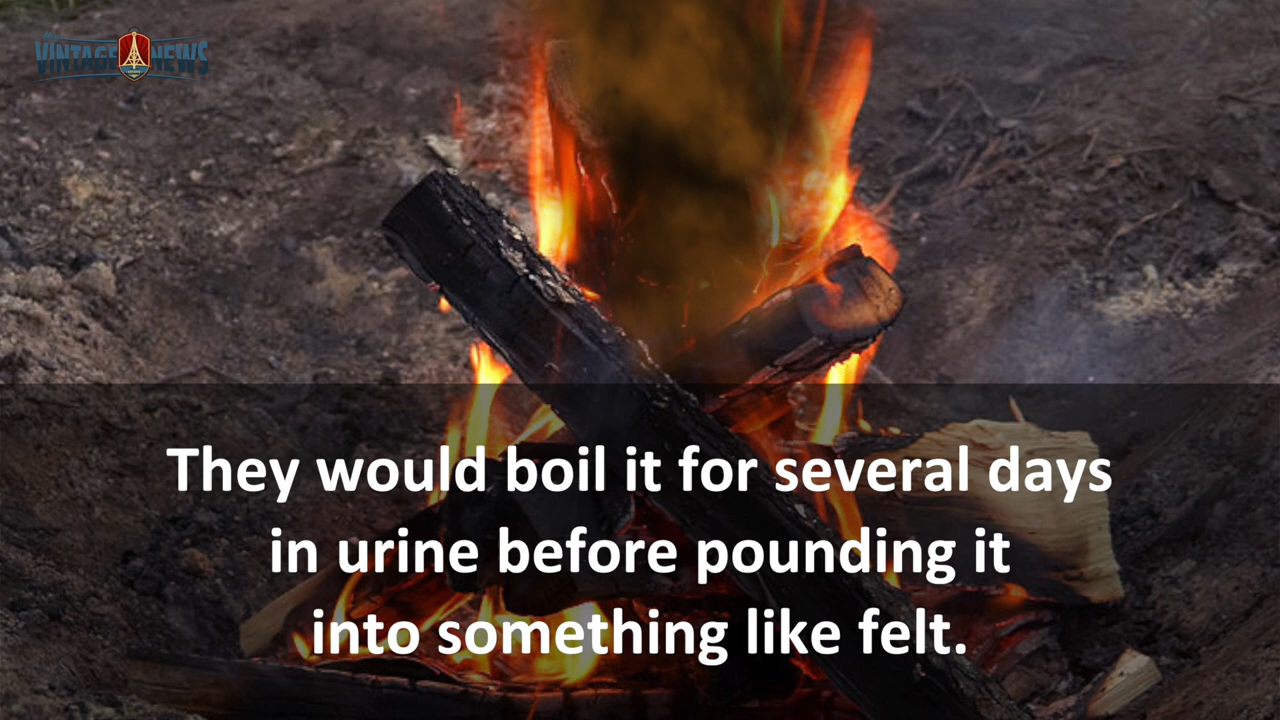 VINTAGE NEWS
They would boil it for several days
in urine before pounding it
into something like felt.